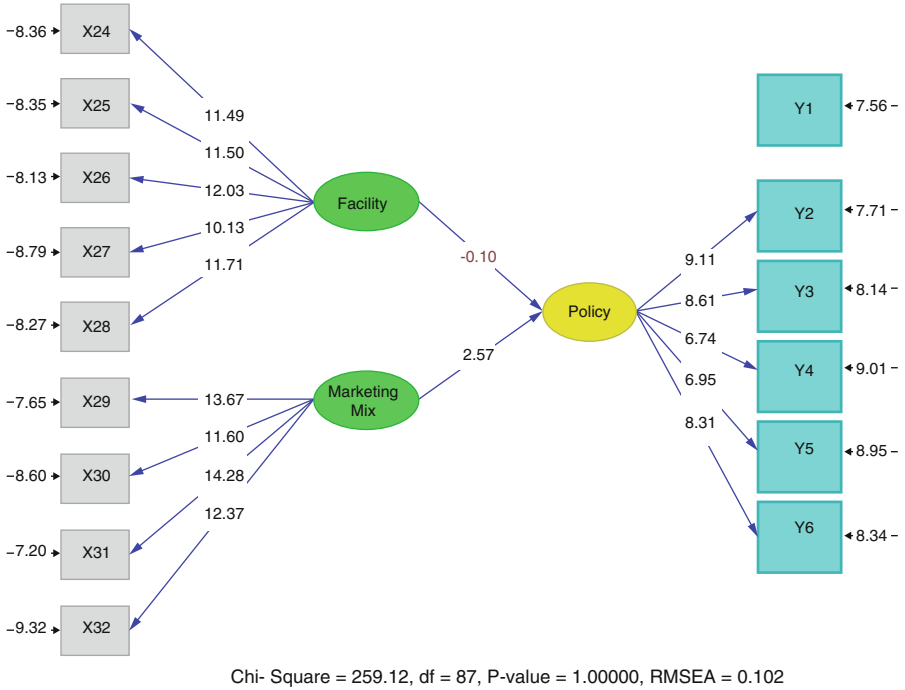 −8.36 X24
11.49
−8.35 X25
11.50
−8.13 X26
12.03
−8.79 X27
10.13
−8.27 X28
11.71
Facility
−7.65 X29
13.67
−8.60 X30
11.60
−7.20 X31
14.28
−9.32 X32
12.37
Marketing
Mix
-0.10
2.57
Policy
Y1 7.56 −
9.11
Y2 7.71 −
8.61
Y3 8.14 −
6.74
Y4 9.01 −
6.95
Y5 8.95 −
8.31
Y6 8.34 −
Chi- Square = 259.12, df = 87, P-value = 1.00000, RMSEA = 0.102